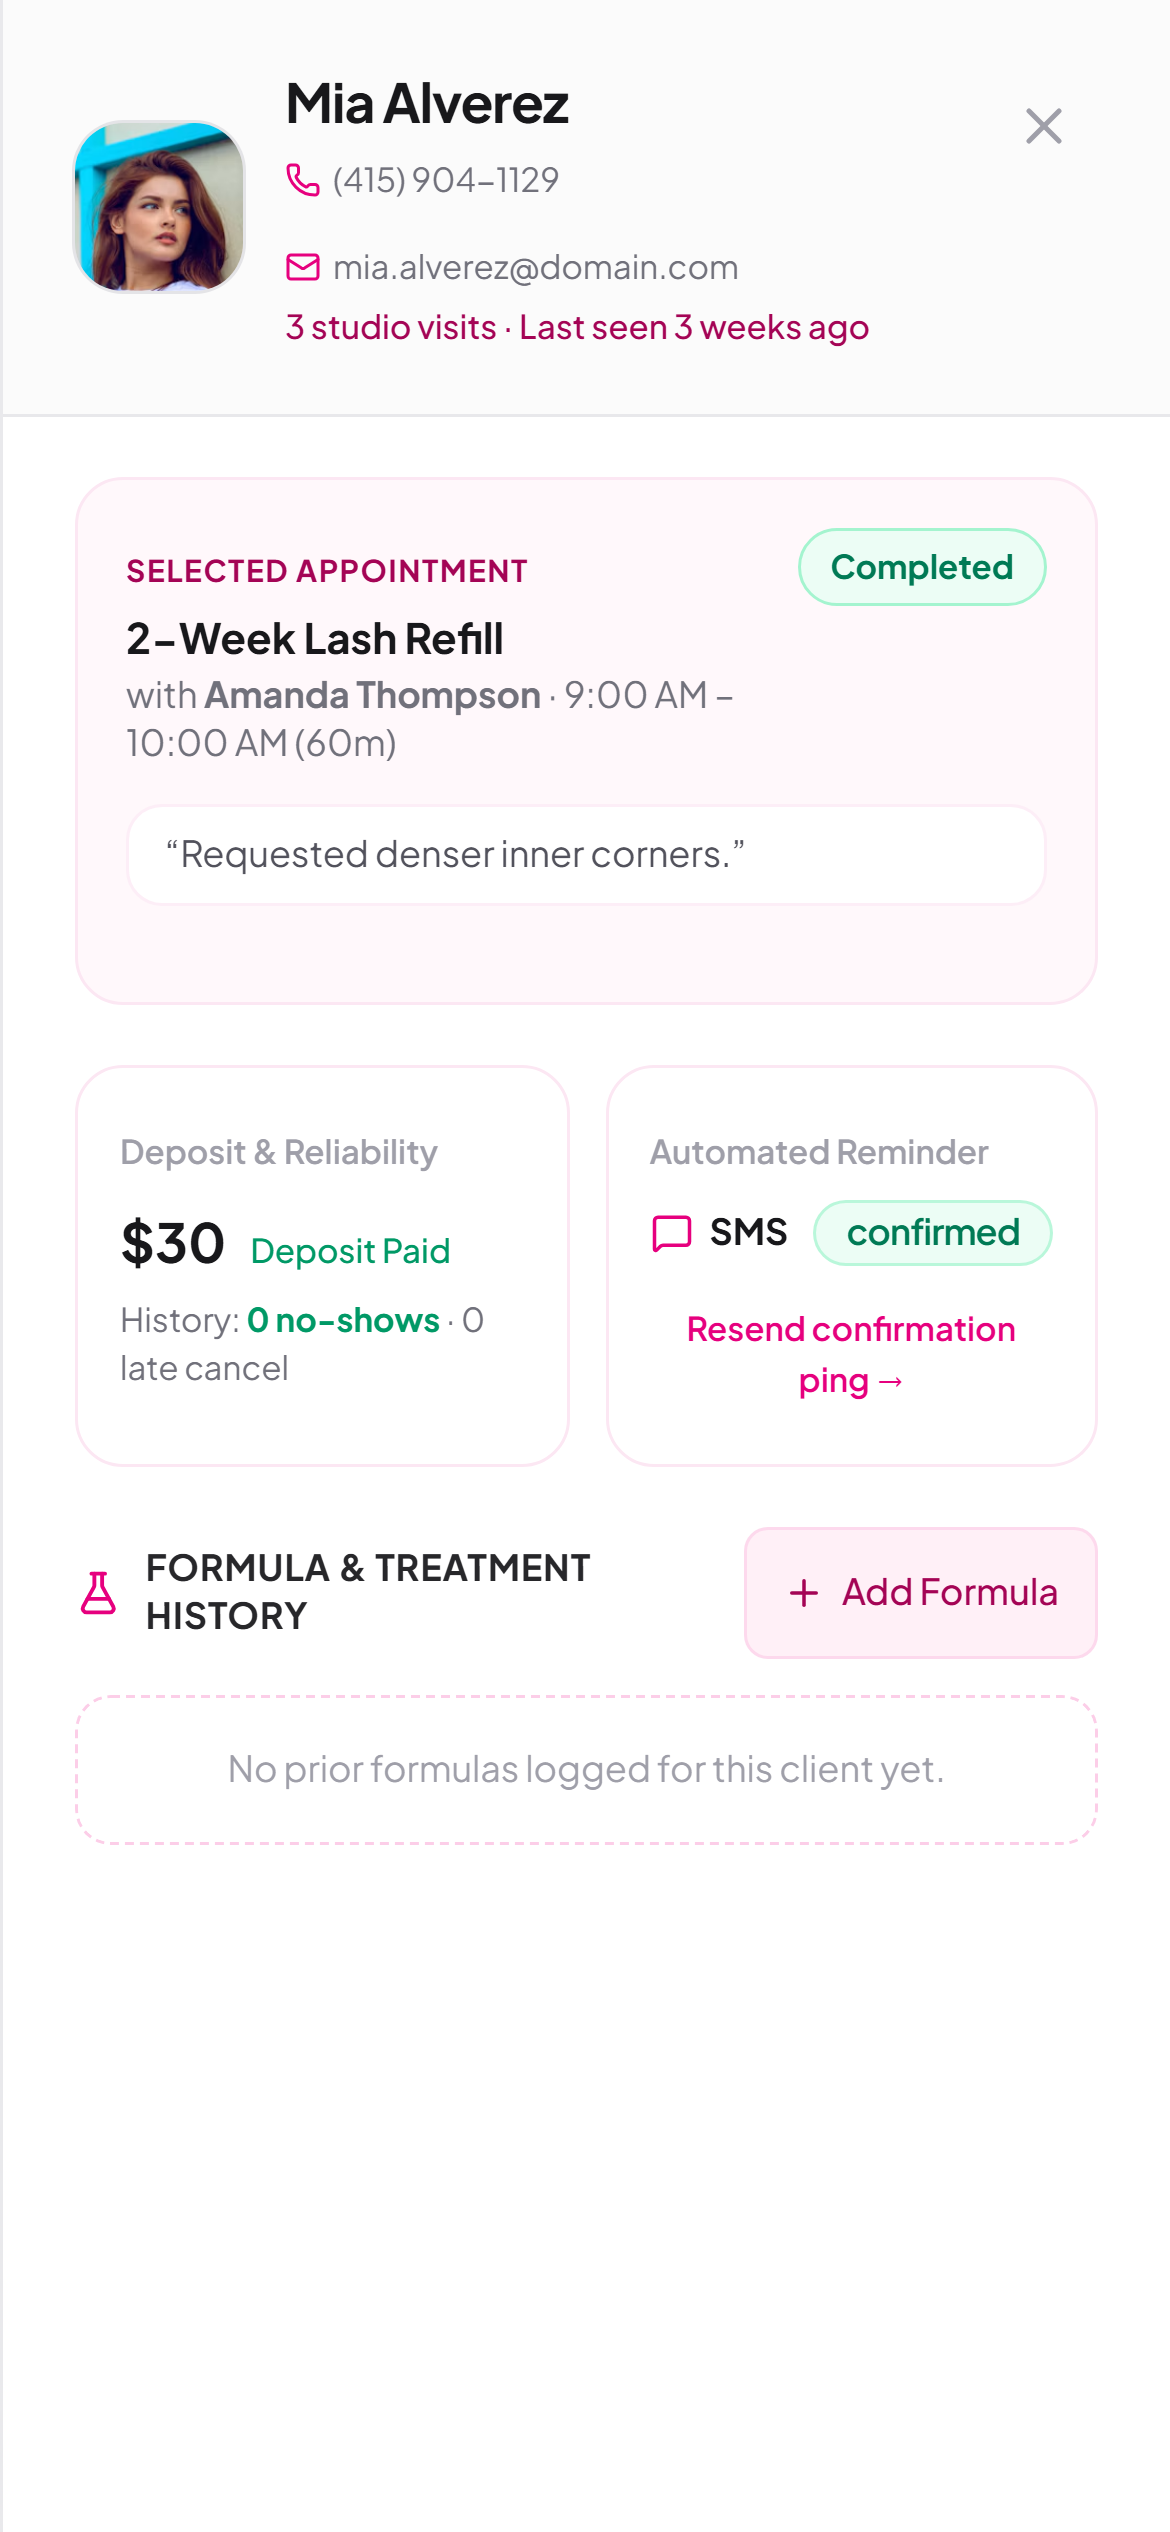 Mia Alverez
(415) 904-1129
mia.alverez@domain.com
3 studio visits · Last seen 3 weeks ago
SELECTED APPOINTMENT
Completed
2-Week Lash Refill
with Amanda Thompson · 9:00 AM –
10:00 AM (60m)
“Requested denser inner corners.”
Deposit & Reliability
$30 Deposit Paid
History: 0 no-shows · 0
late cancel
Automated Reminder
SMS confirmed
Resend confirmation
ping →
FORMULA & TREATMENT
HISTORY
+ Add Formula
No prior formulas logged for this client yet.